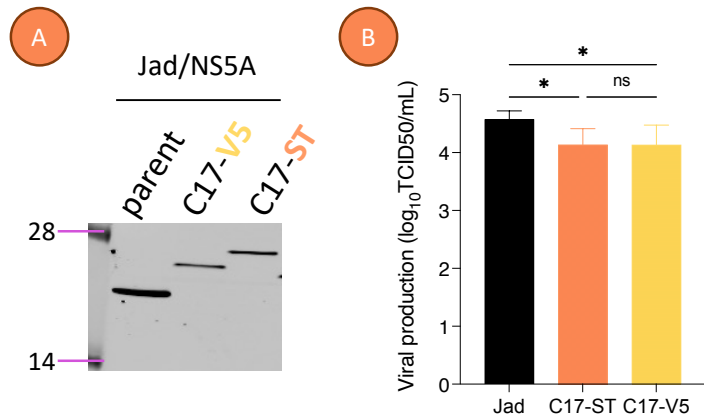 A
Jad/NS5A
parent
C17-V5
C17-ST
28
14
B
*
*
ns
Viral production (log10TCID50/mL)
5
4
3
2
1
0
Jad
C17-ST
C17-V5